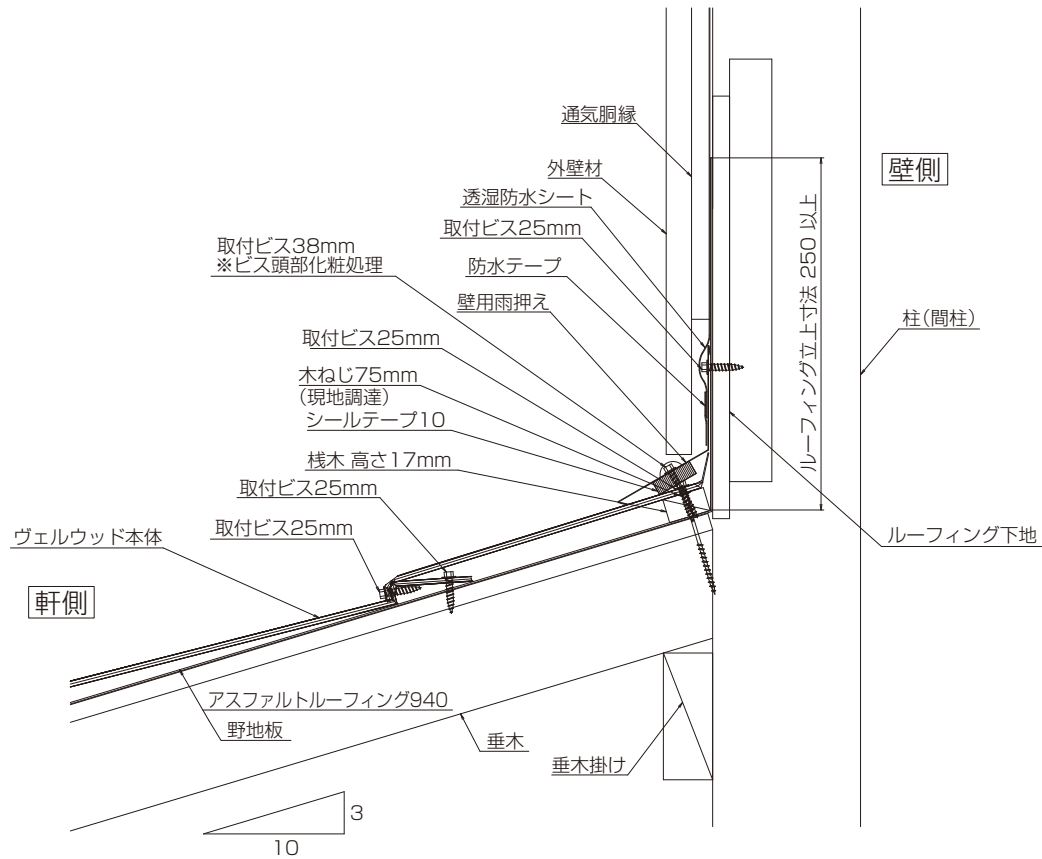 通気胴縁
外壁材
壁側
透湿防水シート
取付ビス25mm
取付ビス38mm
※ビス頭部化粧処理
防水テープ
壁用雨押え
ルーフィング立上寸法 250 以上
柱(間柱)
取付ビス25mm
木ねじ75mm
(現地調達)
シールテープ10
桟木 高さ17mm
取付ビス25mm
取付ビス25mm
ヴェルウッド本体
ルーフィング下地
軒側
アスファルトルーフィング940
野地板
垂木
垂木掛け
3
10